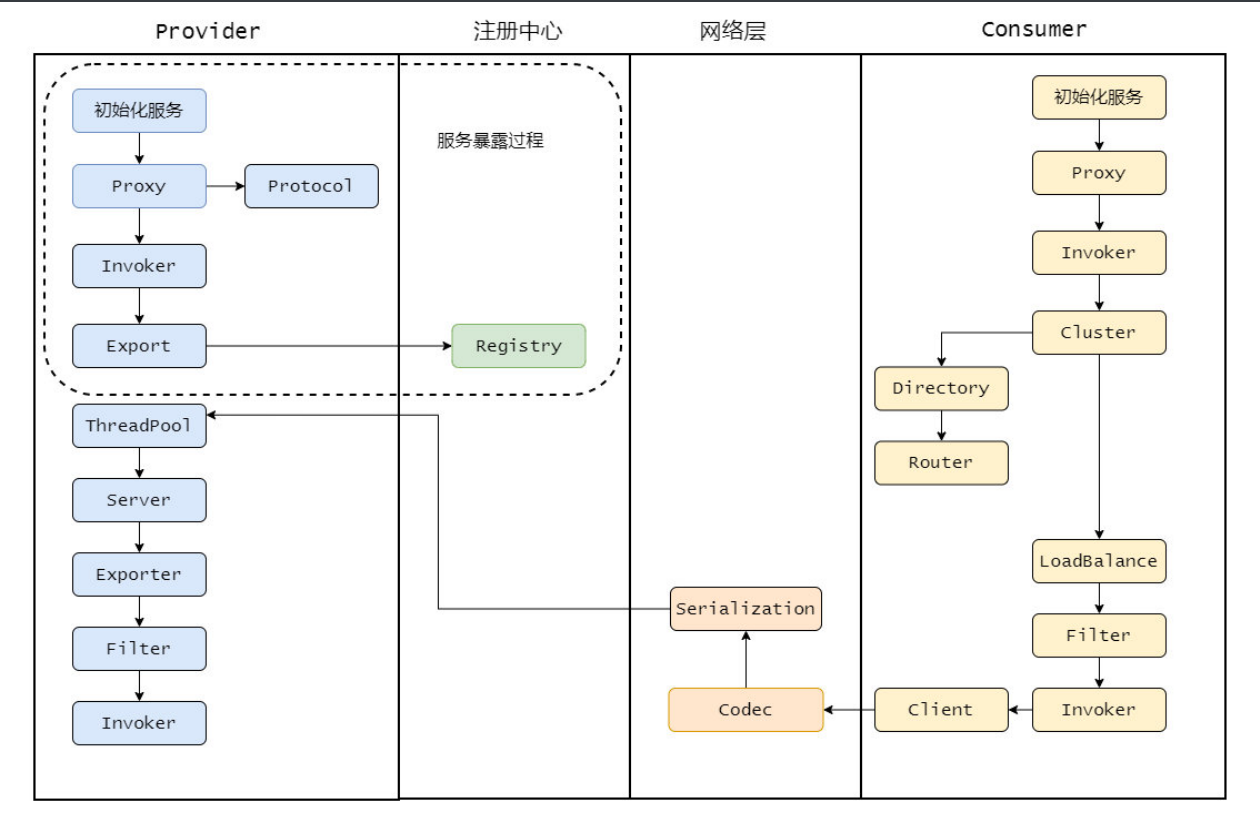 Provider
注册中心
网络层
Consumer
初始化服务
Proxy
Protocol
Invoker
Export
服务暴露过程
Registry
ThreadPool
Server
Exporter
Filter
Invoker
Serialization
Codec
初始化服务
Proxy
Invoker
Cluster
Directory
Router
LoadBalance
Filter
Invoker
Client